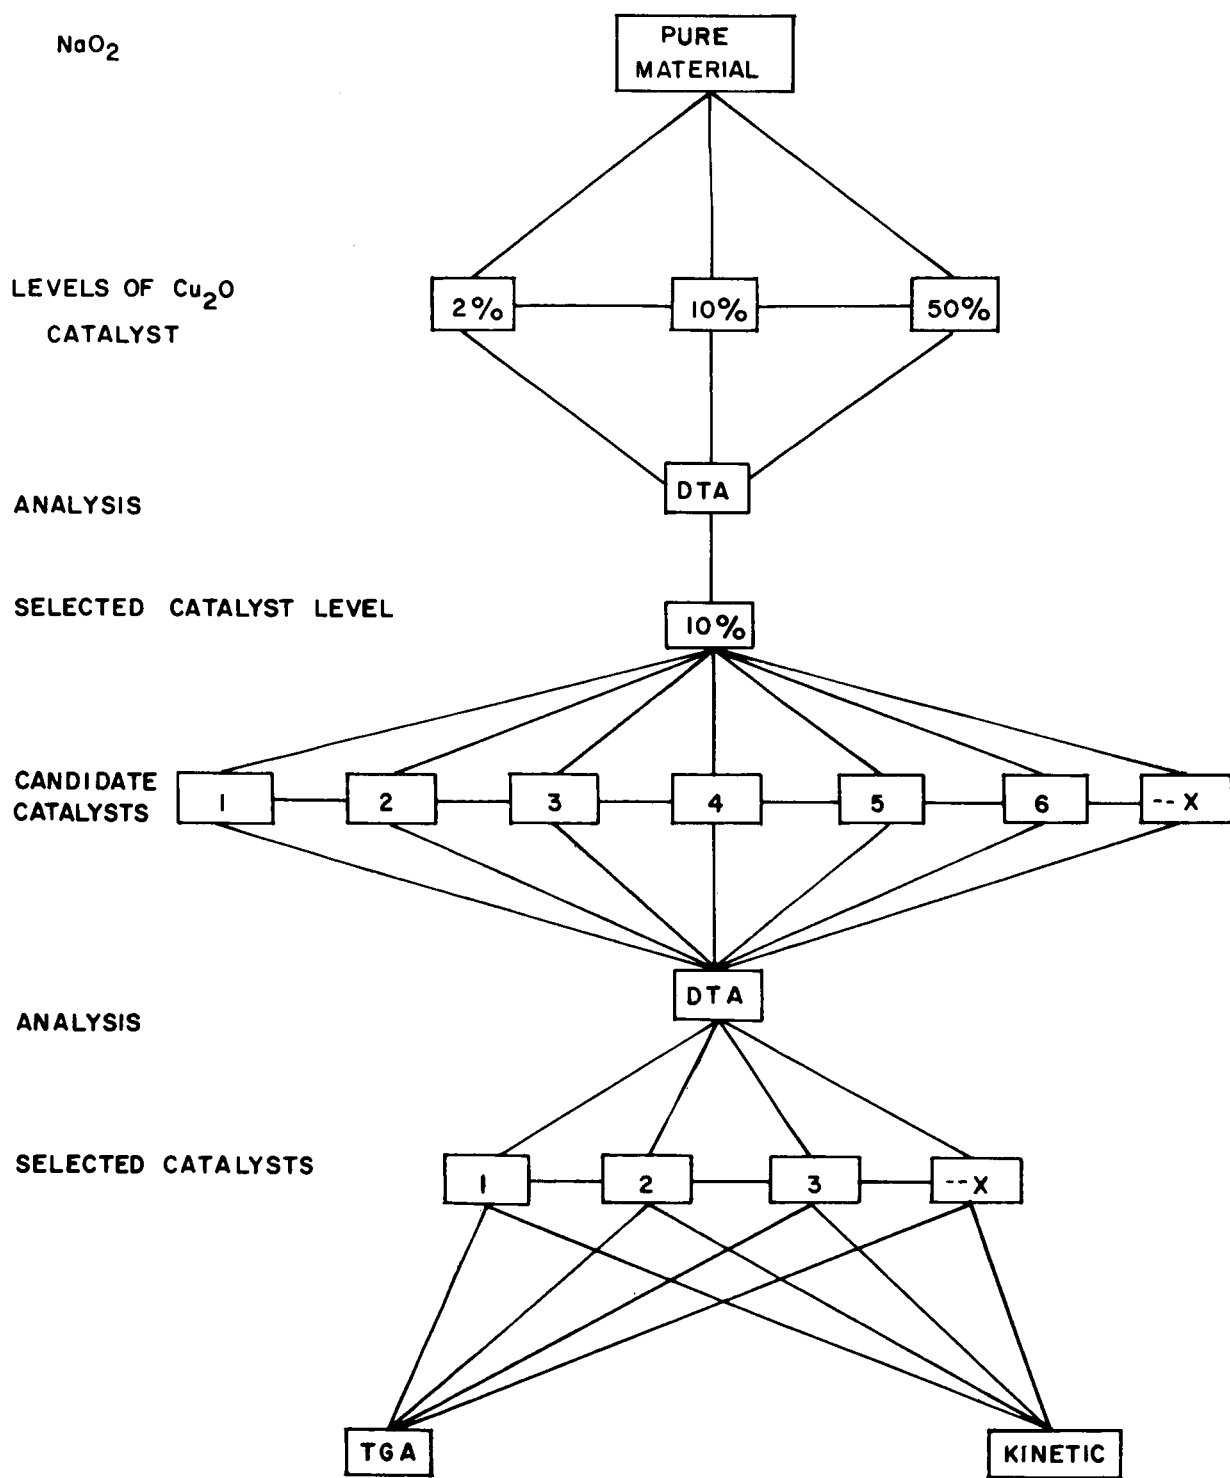 NaO2
PURE
MATERIAL
LEVELS OF Cu2O
CATALYST
2%
10%
50%
DTA
ANALYSIS
SELECTED CATALYST LEVEL
10%
CANDIDATE
CATALYSTS
1
2
3
4
5
6
--X
DTA
ANALYSIS
SELECTED CATALYSTS
1
2
3
--X
TGA
KINETIC